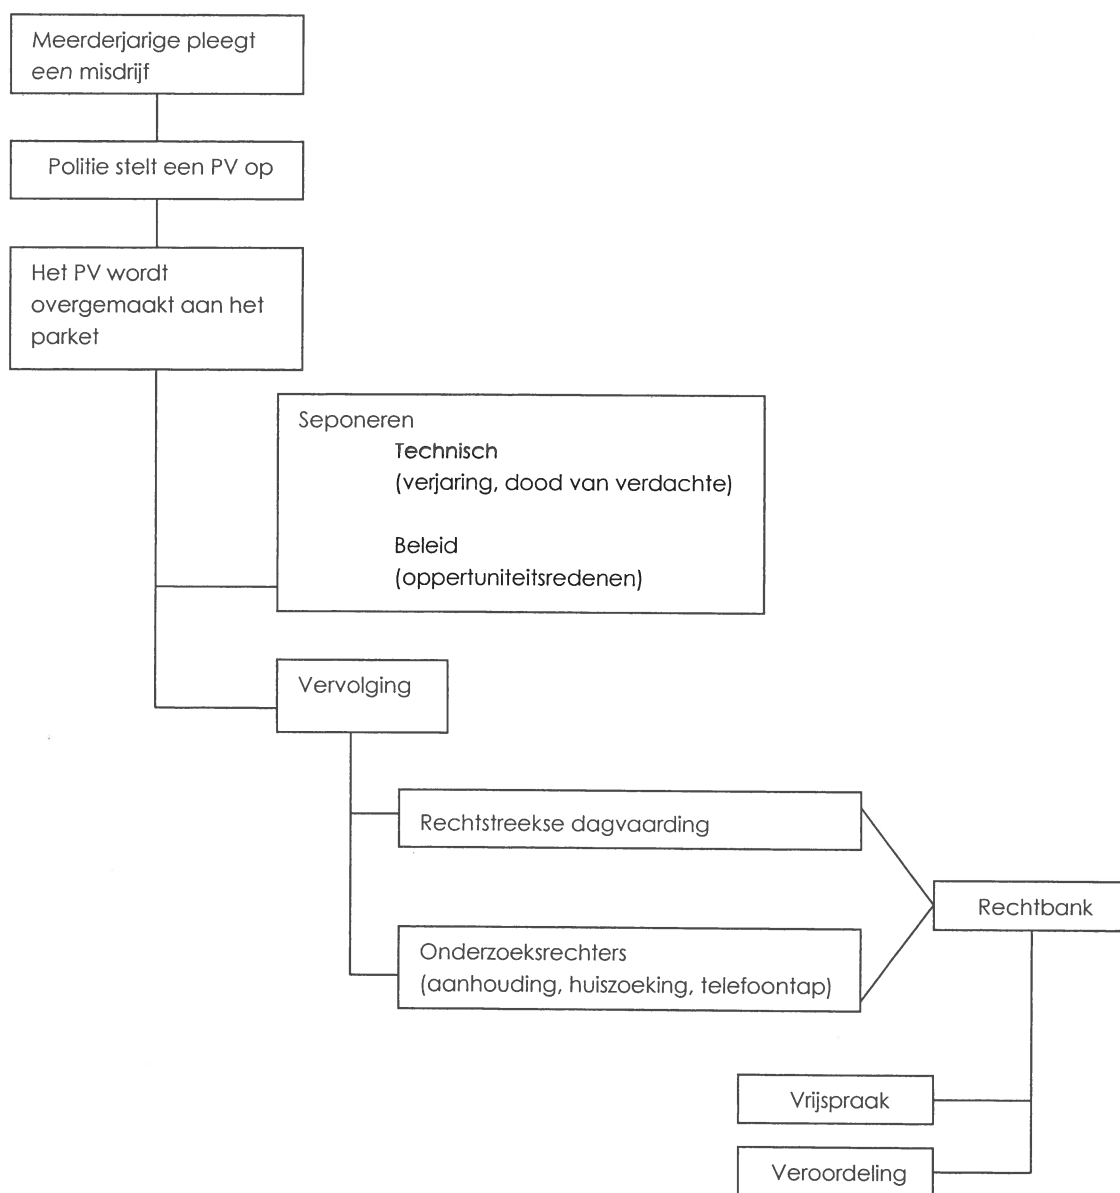 Meerderjarige pleegt
een misdrijf
Politie stelt een PV op
Het PV wordt
overgemaakt aan het
parket
Seponeren
Technisch
(verjaring, dood van verdachte)
Beleid
(oppertuniteitsredenen)
Vervolging
Rechtstreekse dagvaarding
Onderzoeksrechters
(aanhouding, huiszoeking, telefoontap)
Rechtbank
Vrijspraak
Veroordeling